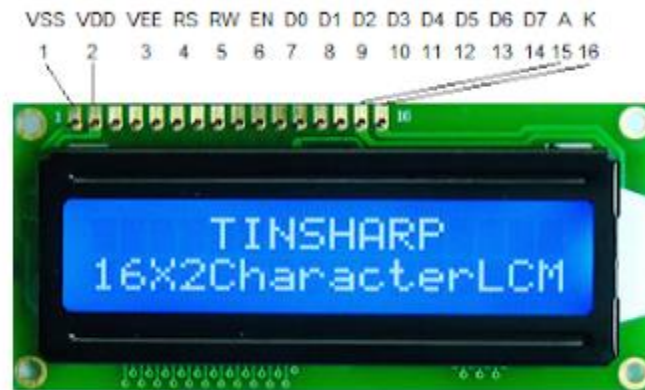 VSS VDD VEE RS RW EN D0 D1 D2 D3 D4 D5 D6 D7 A K
1 2 3 4 5 6 7 8 9 10 11 12 13 14 15 16
1 16
TINSHARP
16X2CharacterLCM